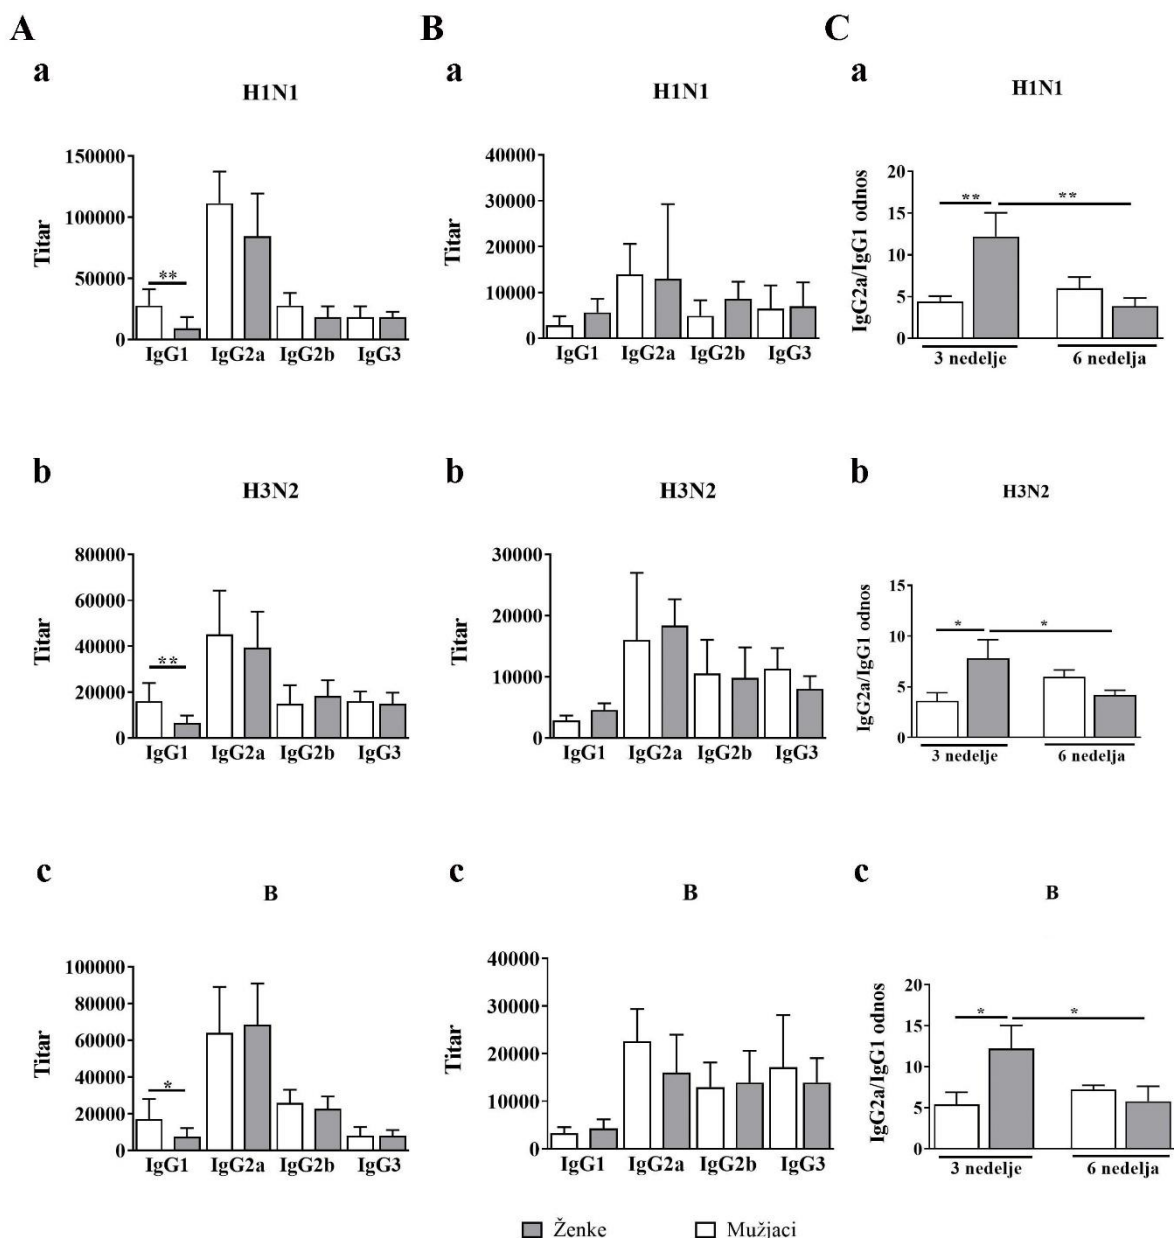 A
B
C
a
H1N1
150000
100000
50000
0
Titar
**
IgG1 IgG2a IgG2b IgG3
a
H1N1
40000
30000
20000
10000
0
Titar
IgG1 IgG2a IgG2b IgG3
a
H1N1
20
15
10
5
0
IgG2a/IgG1 odnos
** **
3 nedelje 6 nedelja
b
H3N2
80000
60000
40000
20000
0
Titar
**
IgG1 IgG2a IgG2b IgG3
b
H3N2
30000
20000
10000
0
Titar
IgG1 IgG2a IgG2b IgG3
b
H3N2
15
10
5
0
IgG2a/IgG1 odnos
* *
3 nedelje 6 nedelja
c
B
100000
80000
60000
40000
20000
0
Titar
*
IgG1 IgG2a IgG2b IgG3
c
B
40000
30000
20000
10000
0
Titar
IgG1 IgG2a IgG2b IgG3
c
B
20
15
10
5
0
IgG2a/IgG1 odnos
* *
3 nedelje 6 nedelja
Ženke Mužjaci